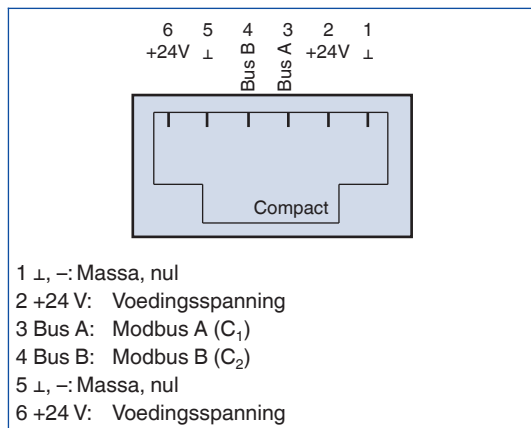 6 5 4 3 2 1
+24V ⊥ Bus B Bus A +24V ⊥
Compact
1 ⊥, –: Massa, nul
2 +24 V: Voedingsspanning
3 Bus A: Modbus A (C₁)
4 Bus B: Modbus B (C₂)
5 ⊥, –: Massa, nul
6 +24 V: Voedingsspanning